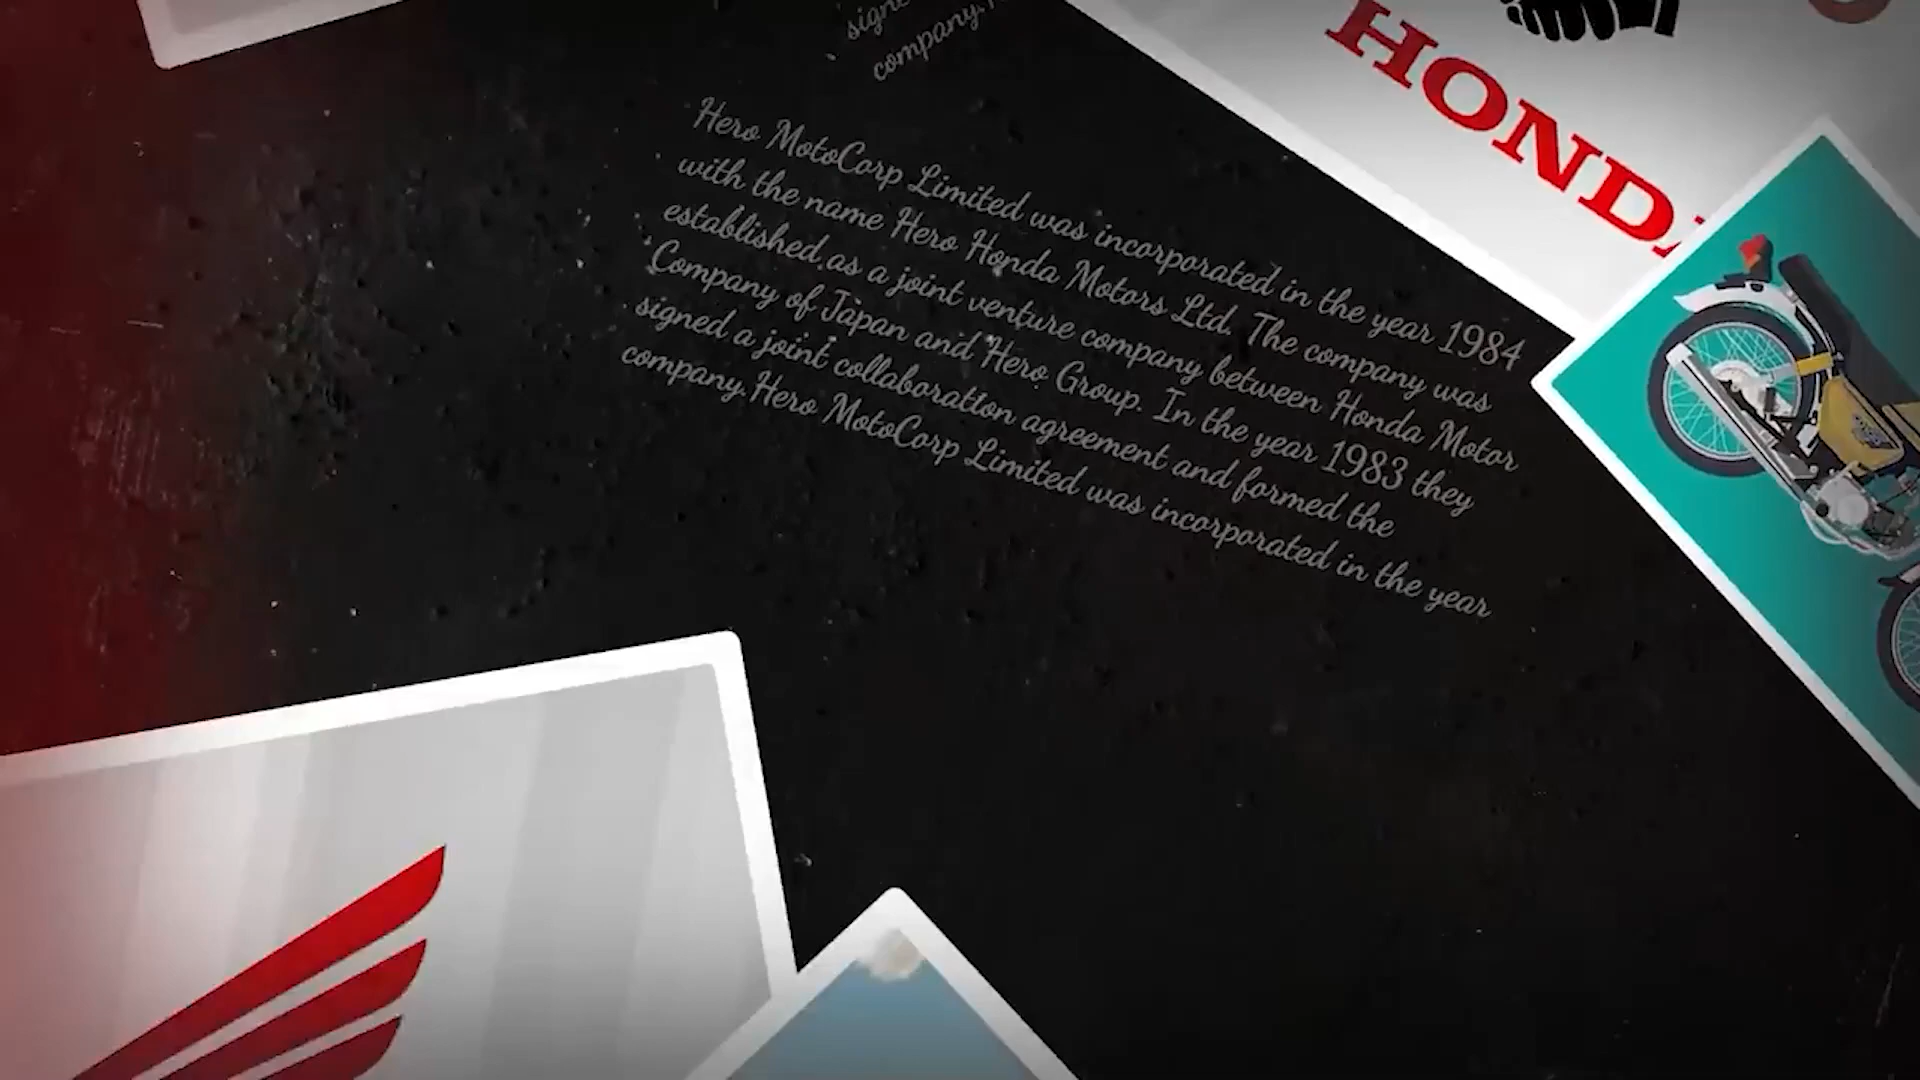 signe
company.
HONDA
Hero MotoCorp Limited was incorporated in the year 1984
with the name Hero Honda Motors Ltd. The company was
established as a joint venture company between Honda Motor
Company of Japan and Hero Group. In the year 1983 they
signed a joint collaboration agreement and formed the
company. Hero MotoCorp Limited was incorporated in the year